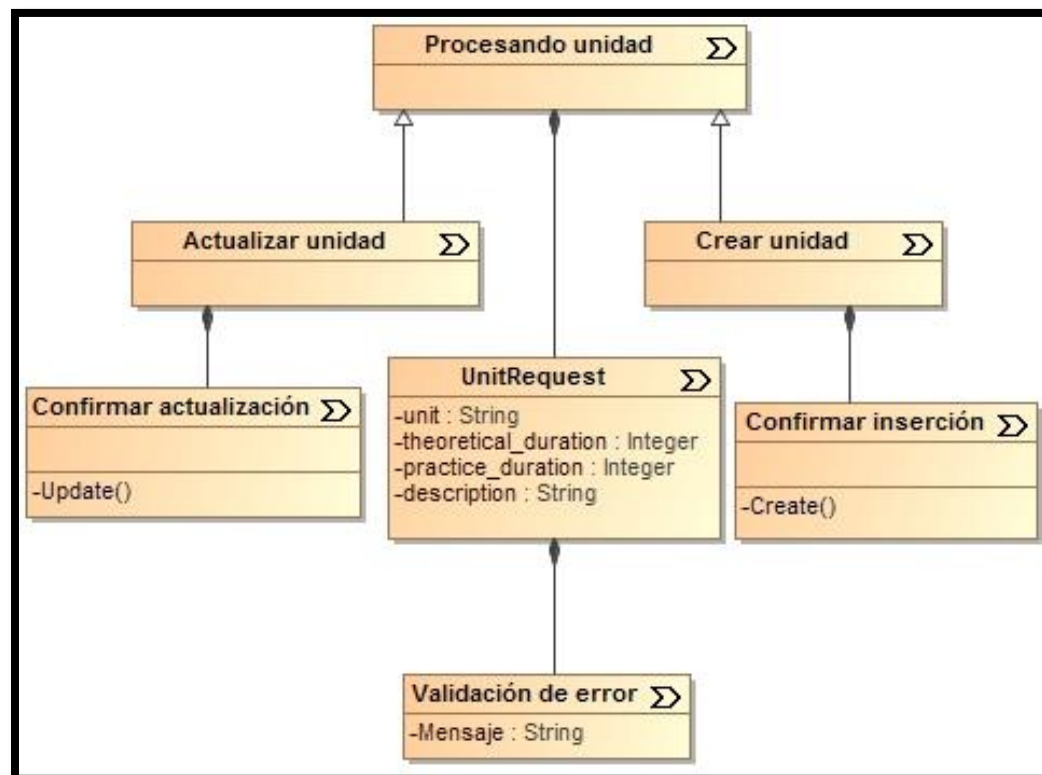 Procesando unidad
Actualizar unidad
Crear unidad
Confirmar actualización
-Update()
UnitRequest
-unit : String
-theoretical_duration : Integer
-practice_duration : Integer
-description : String
Confirmar inserción
-Create()
Validación de error
-Mensaje : String